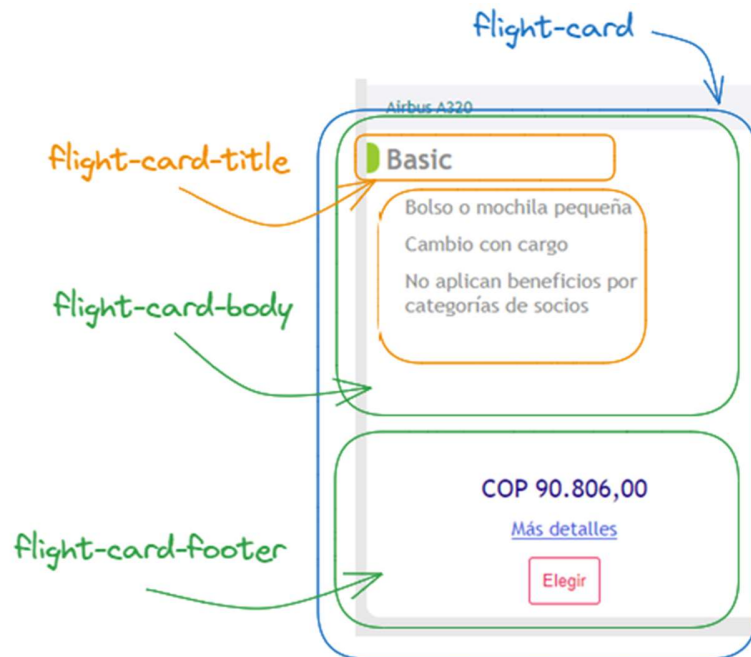 flight-card
Airbus A320
flight-card-title
Basic
Bolso o mochila pequeña
Cambio con cargo
No aplican beneficios por
categorías de socios
flight-card-body
COP 90.806,00
Más detalles
flight-card-footer
Elegir